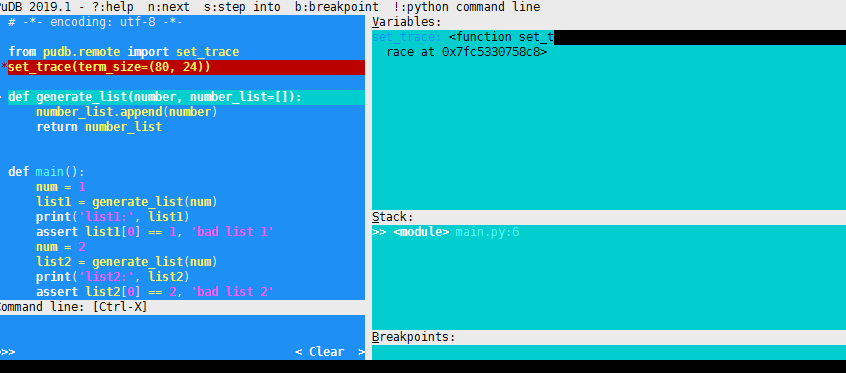 uDB 2019.1 - ?:help  n:next  s:step into  b:breakpoint  !:python command line
# -*- encoding: utf-8 -*-
from pudb.remote import set_trace
*set_trace(term_size=(80, 24))
def generate_list(number, number_list=[]):
    number_list.append(number)
    return number_list
def main():
    num = 1
    list1 = generate_list(num)
    print('list1:', list1)
    assert list1[0] == 1, 'bad list 1'
    num = 2
    list2 = generate_list(num)
    print('list2:', list2)
    assert list2[0] == 2, 'bad list 2'
Command line: [Ctrl-X]
>>> < Clear  >
Variables:
set_trace: <function set_t
  race at 0x7fc5330758c8>
Stack:
>> <module> main.py:6
Breakpoints: